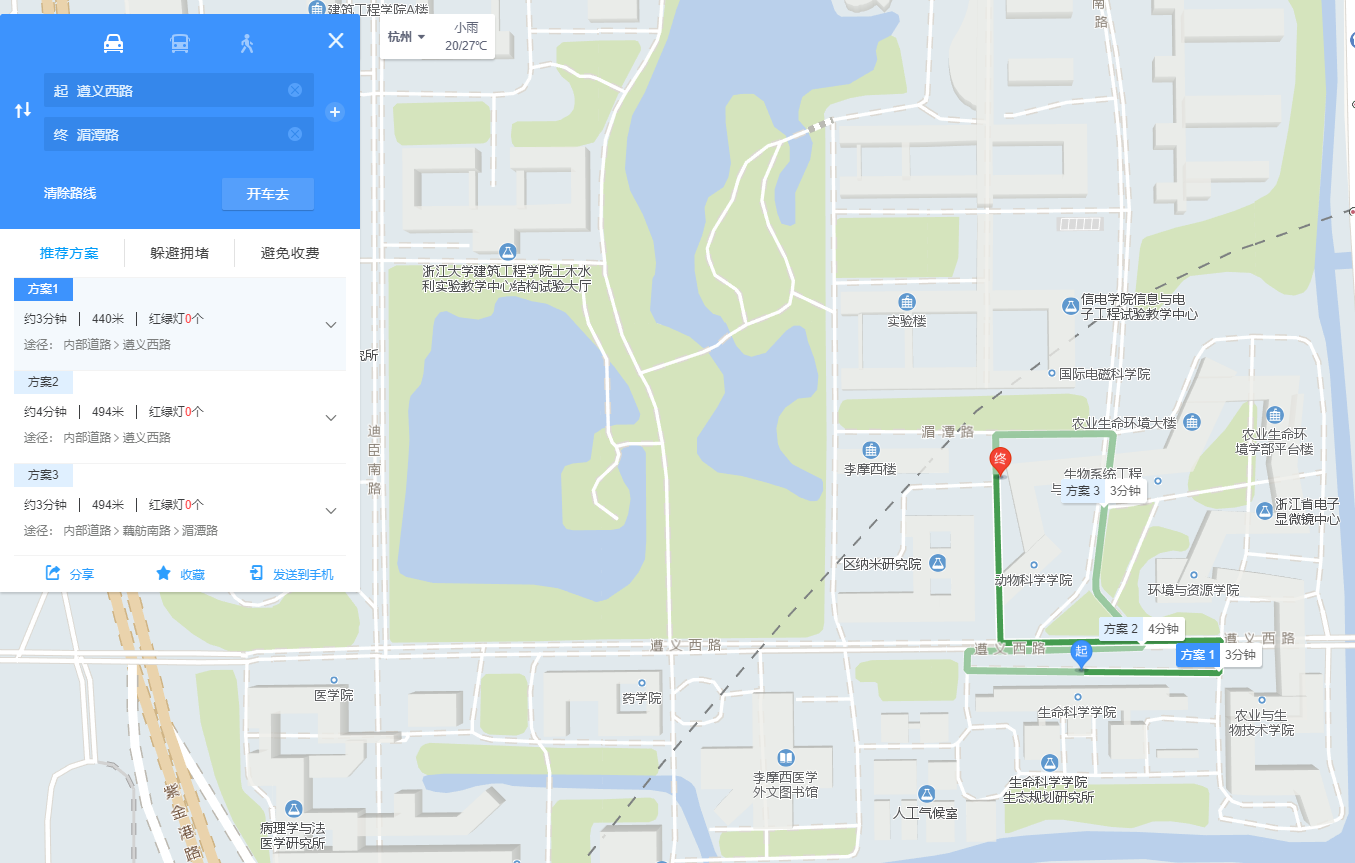 起 遵义西路
终 湄潭路
清除路线
开车去
推荐方案
躲避拥堵
避免收费
方案1
约3分钟 | 440米 | 红绿灯0个
途径： 内部道路 > 遵义西路
方案2
约4分钟 | 494米 | 红绿灯0个
途径： 内部道路 > 遵义西路
方案3
约3分钟 | 494米 | 红绿灯0个
途径： 内部道路 > 藕舫南路 > 湄潭路
分享
收藏
发送到手机
建筑工程学院A楼
杭州
小雨
20/27℃
南路
浙江大学建筑工程学院土木水
利实验教学中心结构试验大厅
究所
实验楼
信电学院信息与电
子工程试验教学中心
国际电磁科学院
迪臣南路
湄潭路
农业生命环境大楼
农业生命环
境学部平台楼
李摩西楼
终
生物系统工程
与
方案 3 3分钟
浙江省电子
显微镜中心
区纳米研究院
动物科学学院
环境与资源学院
方案 2 4分钟
遵义西路
遵义西路
遵义西路
起
方案 1 3分钟
医学院
药学院
生命科学学院
农业与生
物技术学院
李摩西医学
外文图书馆
生命科学学院
生态规划研究所
人工气候室
紫金港路
病理学与法
医学研究所